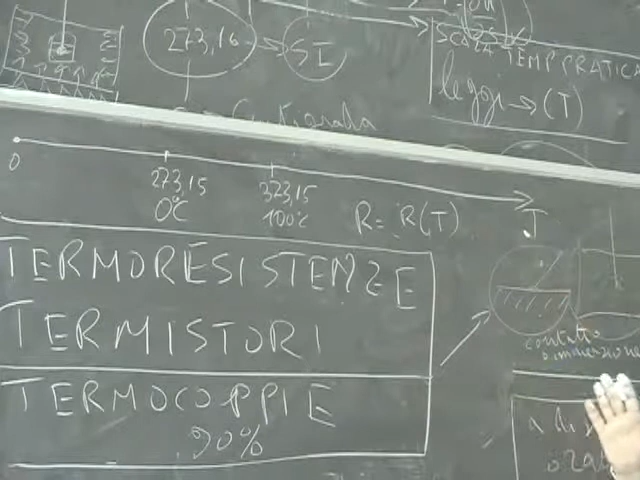 273,16 → SI
SCALA TEMP PRATICA
leggi → (T)
0
273,15 373,15
0°C 100°C R = R(T) T
TERMORESISTENZE
TERMISTORI
contatto
immersione
TERMOCOPPIE
90%